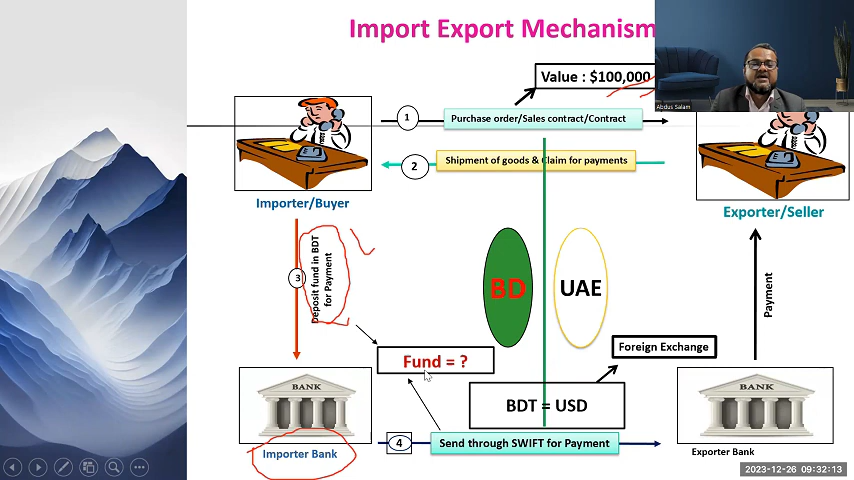 Import Export Mechanism
Value : $100,000
Abdus Salam
1
Purchase order/Sales contract/Contract
2
Shipment of goods & Claim for payments
Importer/Buyer
Exporter/Seller
3
Deposit fund in BDT
for Payment
BD
UAE
Payment
Foreign Exchange
Fund = ?
BANK
BANK
BDT = USD
4
Send through SWIFT for Payment
Importer Bank
Exporter Bank
2023-12-26 09:32:13